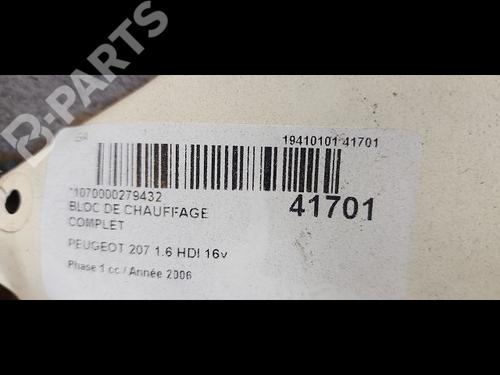 B-PARTS
19410101 41701
*1070000279432
41701
BLOC DE CHAUFFAGE
COMPLET
PEUGEOT 207 1.6 HDI 16v
Phase 1 cc / Année 2006